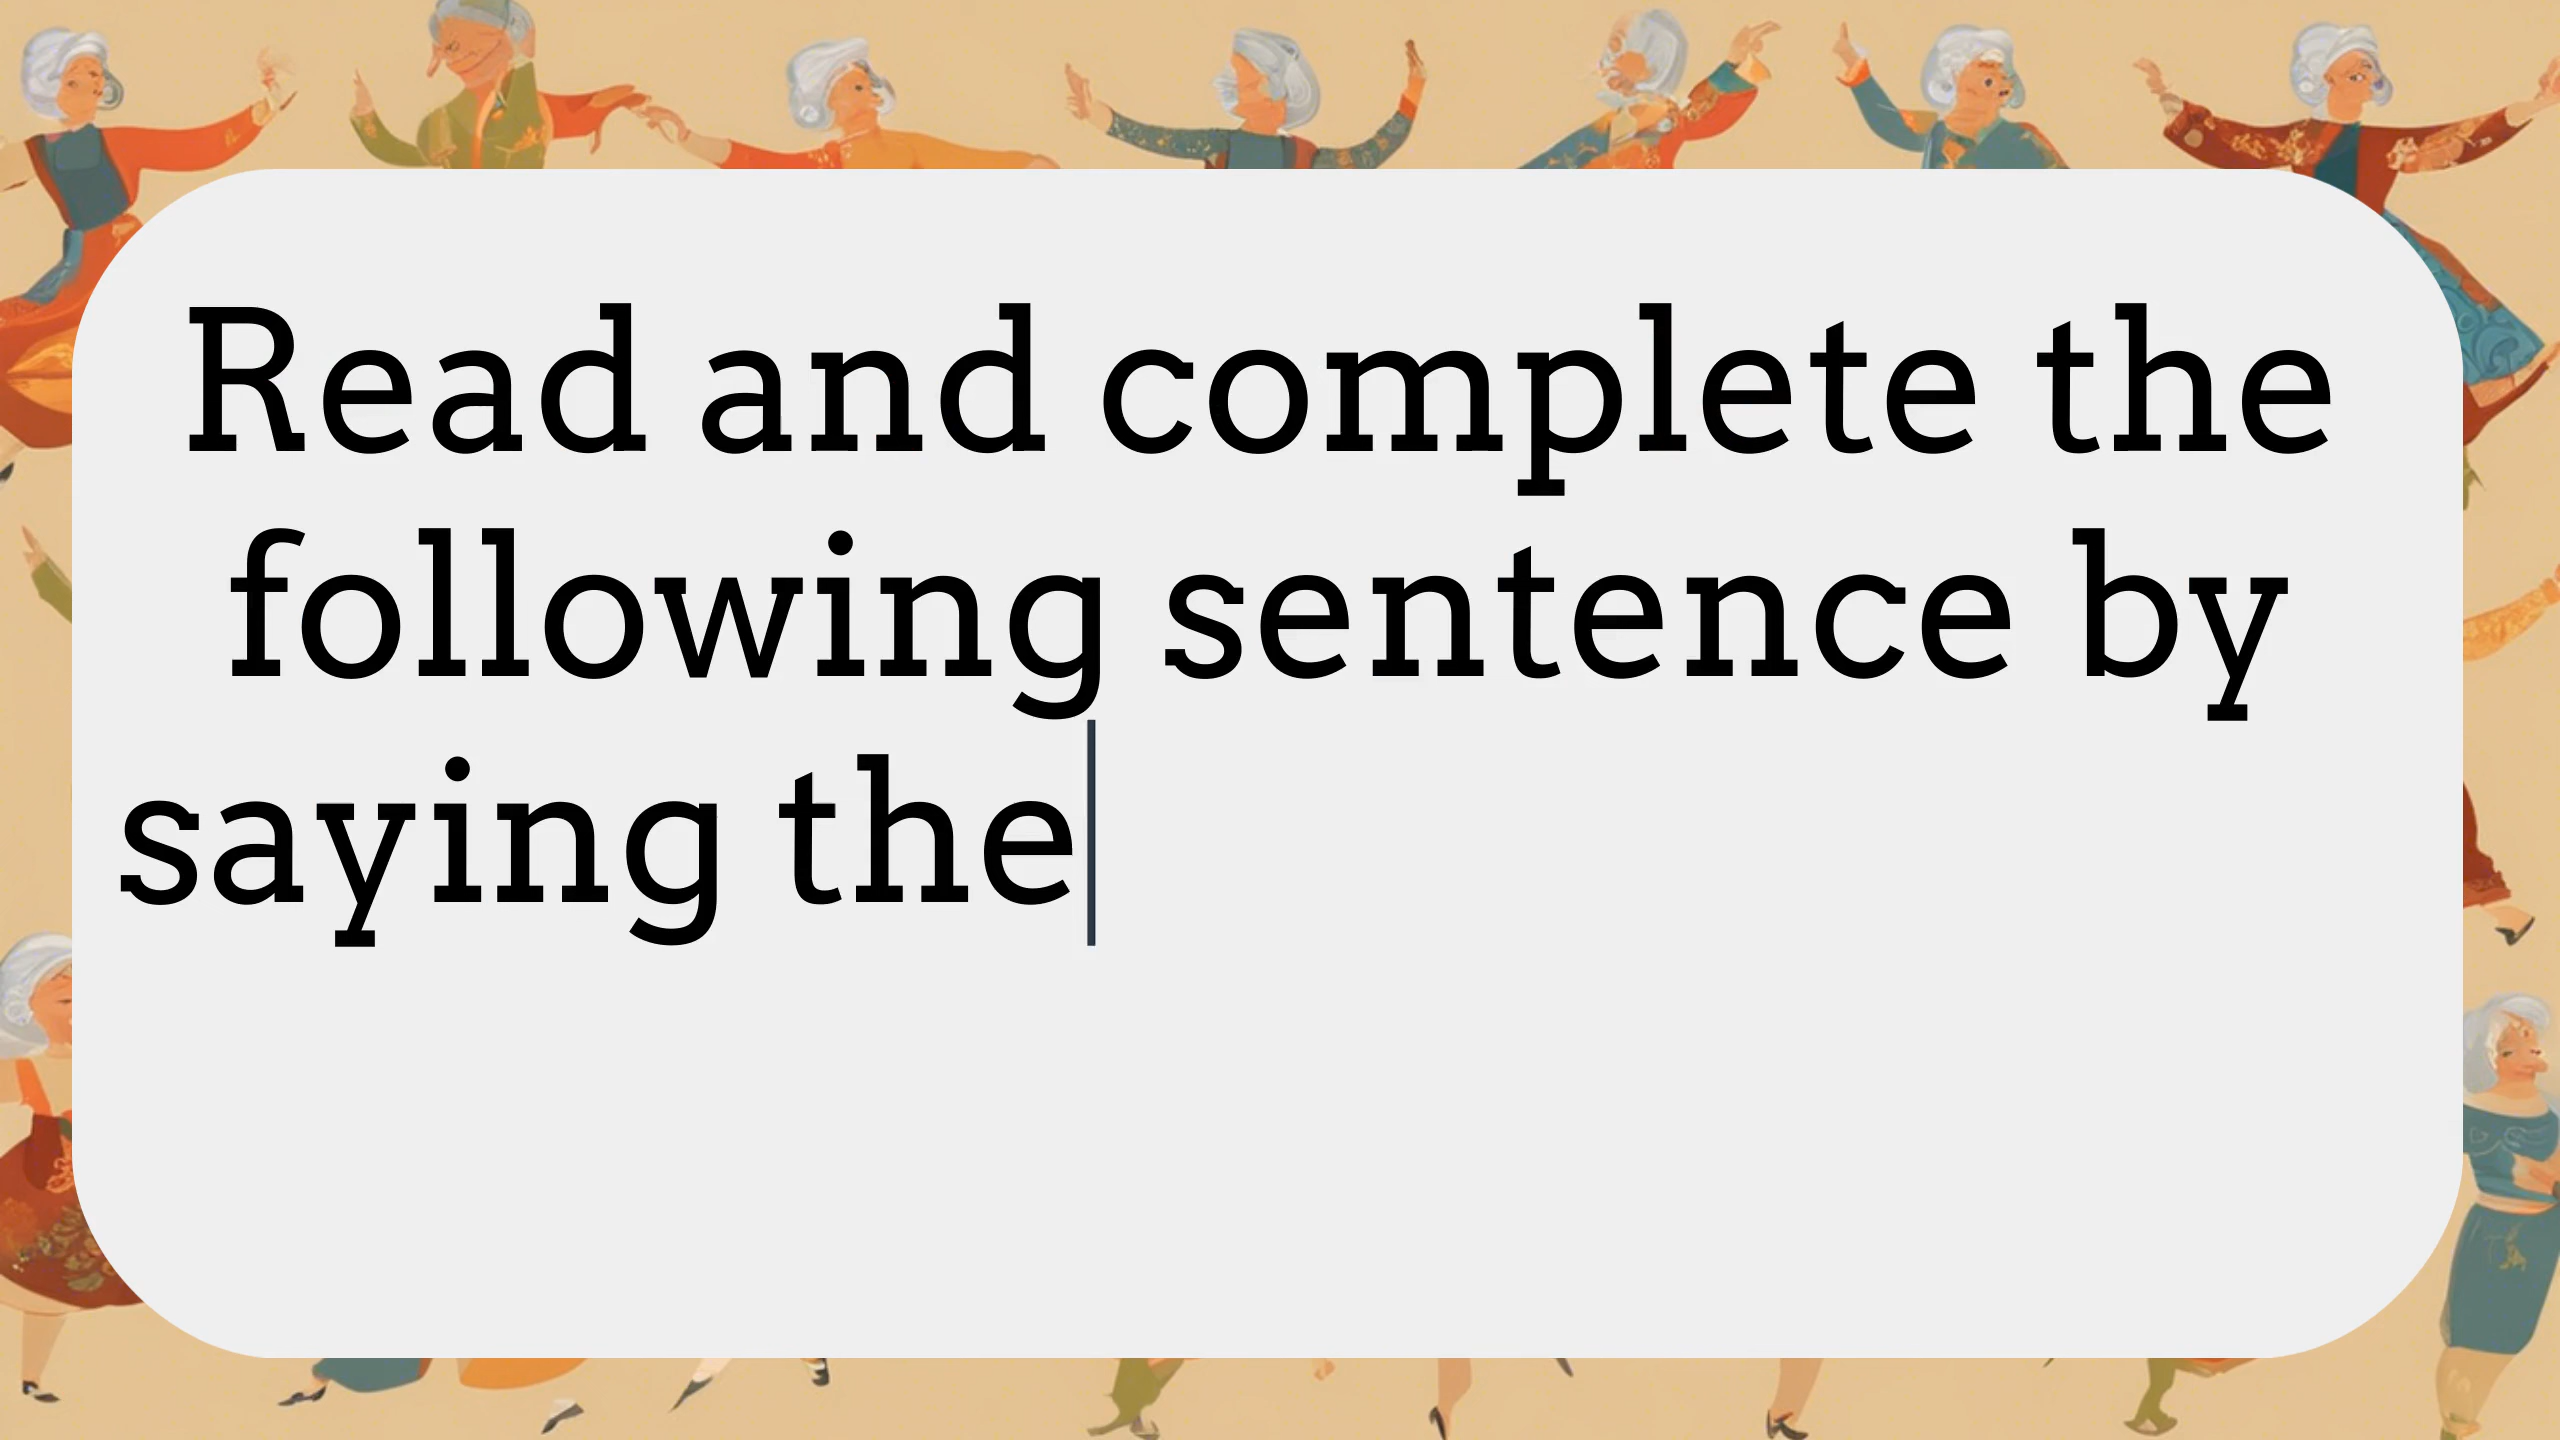 Read and complete the
following sentence by
saying the